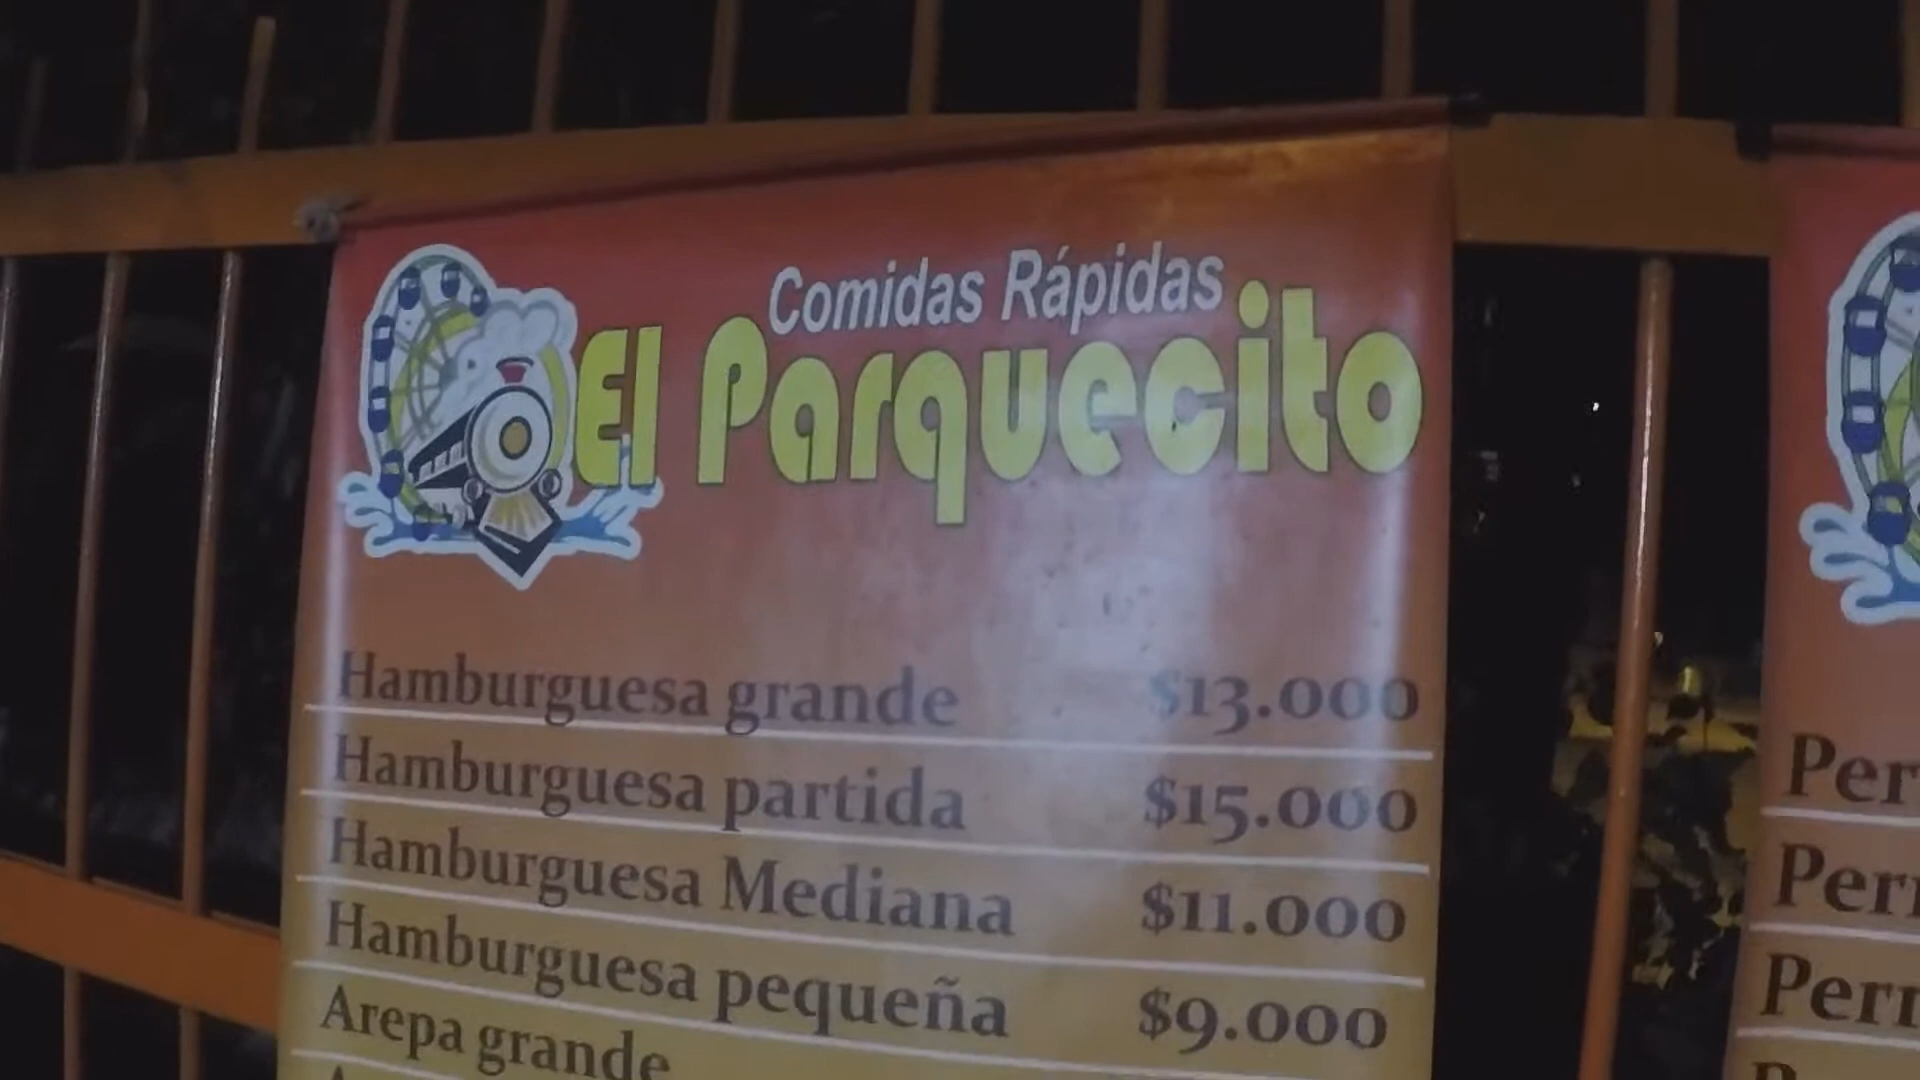 Comidas Rápidas
El Parquecito
Hamburguesa grande $13.000
Hamburguesa partida $15.000
Hamburguesa Mediana $11.000
Hamburguesa pequeña $9.000
Arepa grande